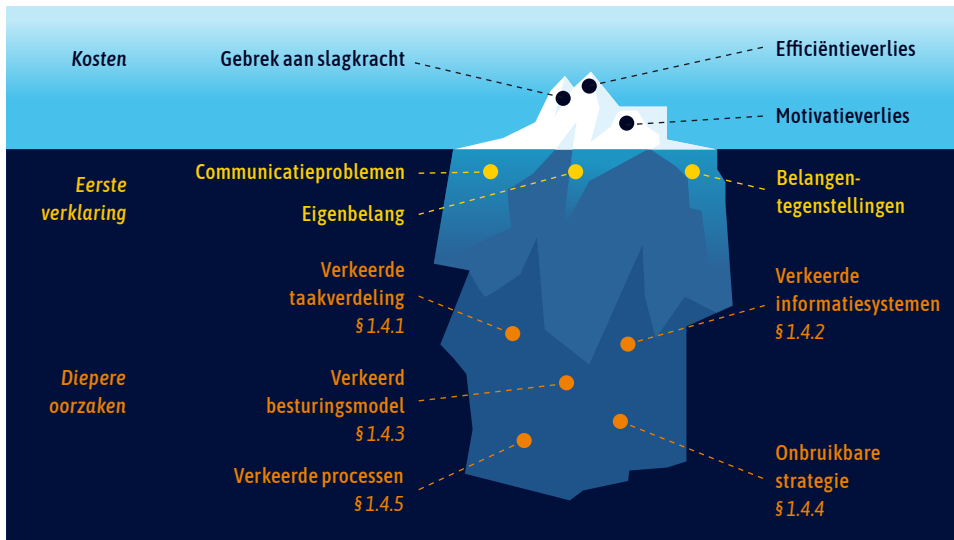 Kosten
Gebrek aan slagkracht
Efficiëntieverlies
Motivatieverlies
Eerste
verklaring
Communicatieproblemen
Eigenbelang
Belangen-
tegenstellingen
Diepere
oorzaken
Verkeerde
taakverdeling
§ 1.4.1
Verkeerde
informatiesystemen
§ 1.4.2
Verkeerd
besturingsmodel
§ 1.4.3
Onbruikbare
strategie
§ 1.4.4
Verkeerde processen
§ 1.4.5